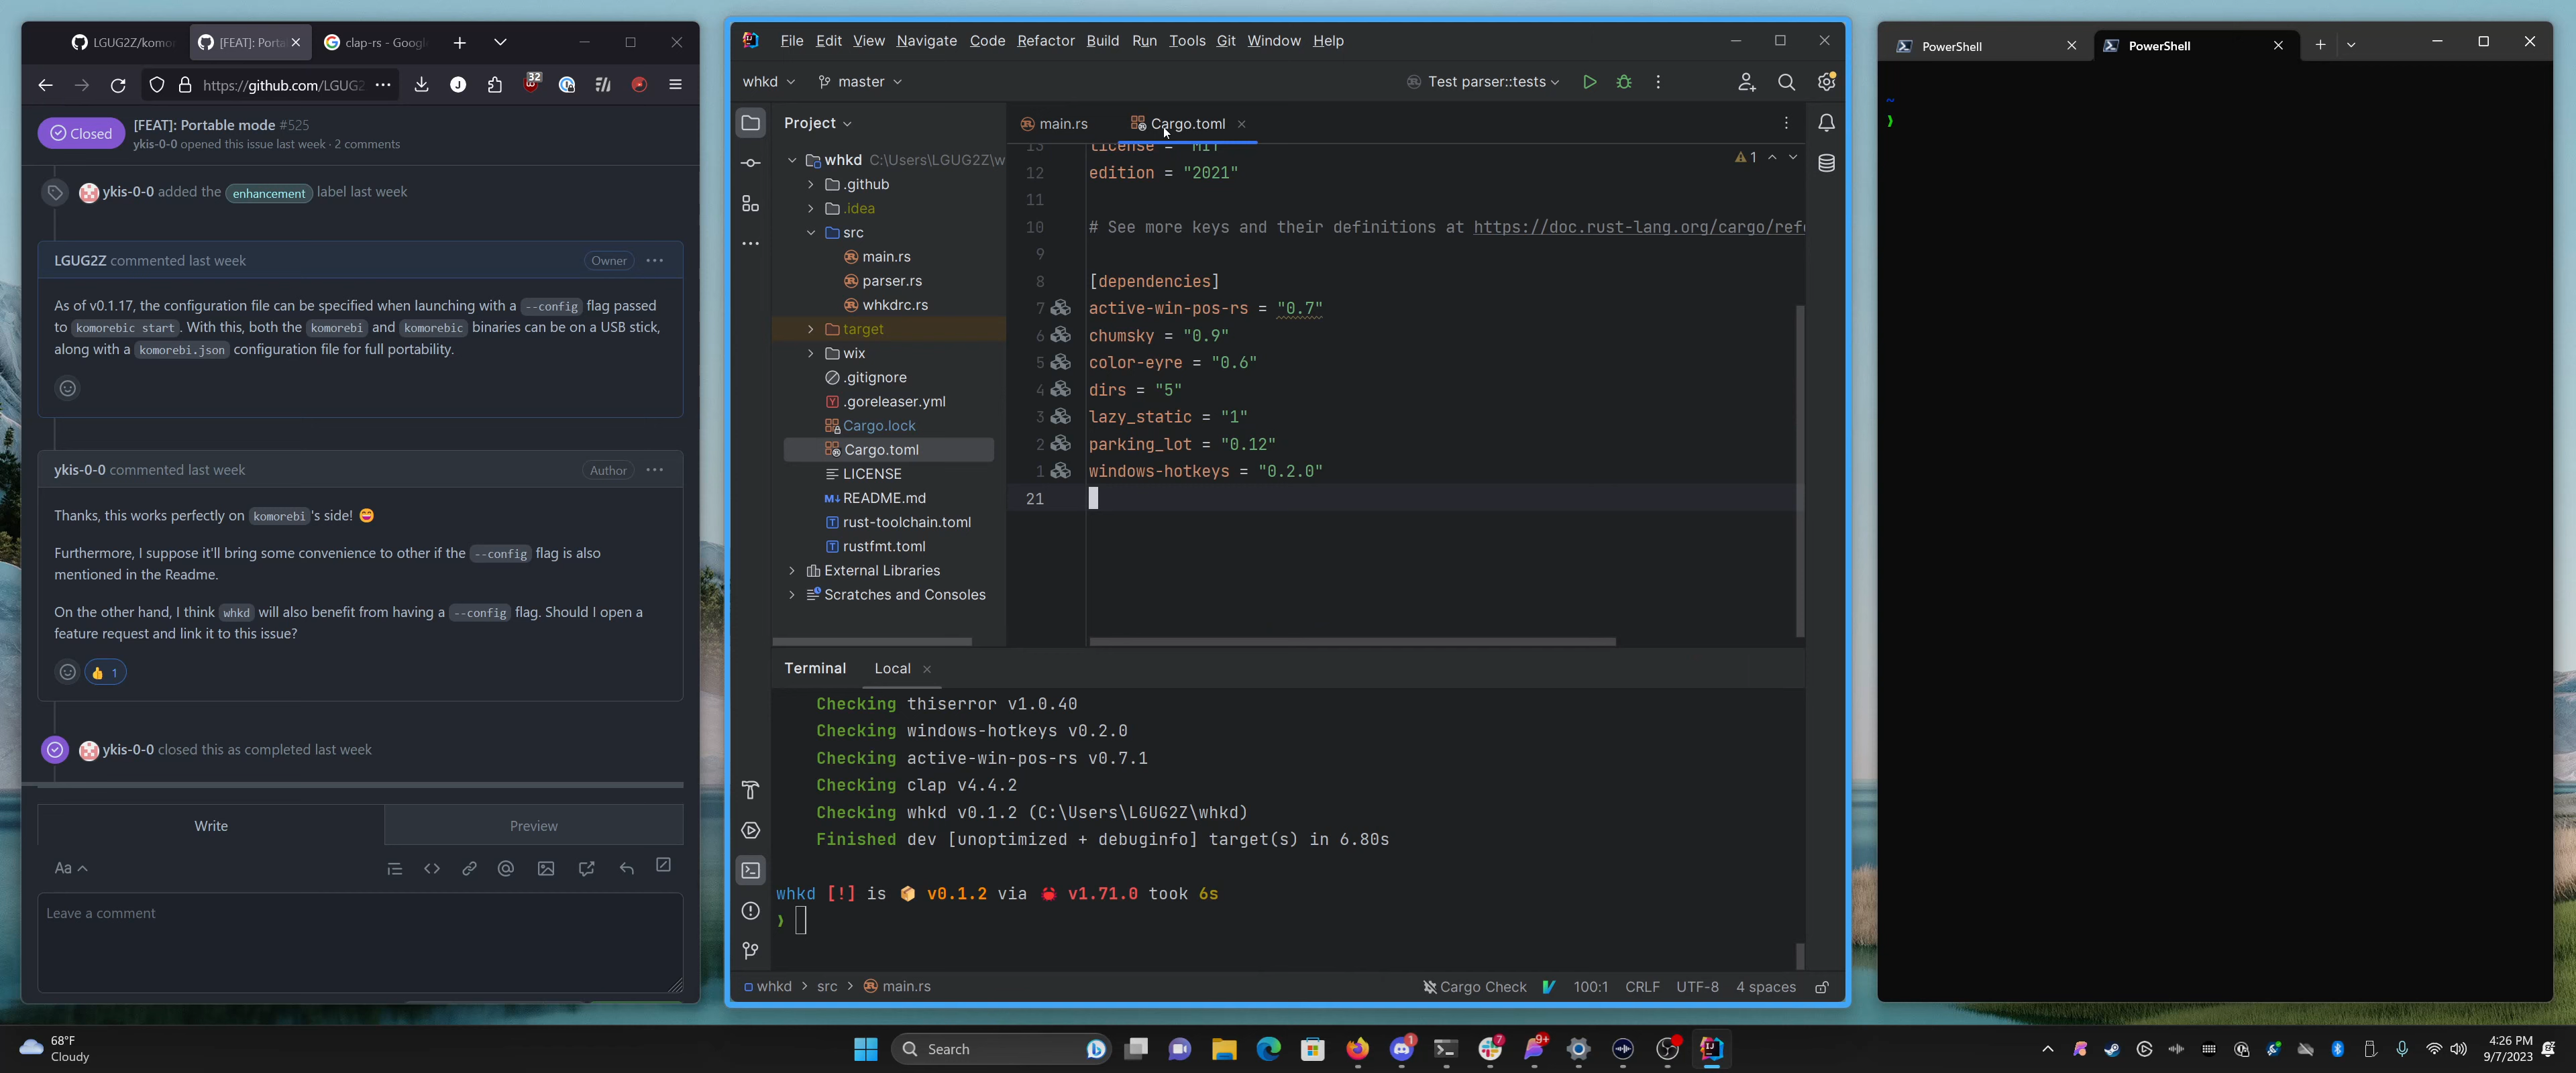 LGUG2Z/komor
[FEAT]: Porta
clap-rs - Google
https://github.com/LGUG2
32
Closed
[FEAT]: Portable mode #525
ykis-0-0 opened this issue last week · 2 comments
ykis-0-0 added the enhancement label last week
LGUG2Z commented last week
Owner
As of v0.1.17, the configuration file can be specified when launching with a --config flag passed
to komorebic start. With this, both the komorebi and komorebic binaries can be on a USB stick,
along with a komorebi.json configuration file for full portability.
ykis-0-0 commented last week
Author
Thanks, this works perfectly on komorebi's side! 😄
Furthermore, I suppose it'll bring some convenience to other if the --config flag is also
mentioned in the Readme.
On the other hand, I think whkd will also benefit from having a --config flag. Should I open a
feature request and link it to this issue?
👍 1
ykis-0-0 closed this as completed last week
Write
Preview
Aa
Leave a comment
File Edit View Navigate Code Refactor Build Run Tools Git Window Help
whkd
master
Test parser::tests
Project
main.rs
Cargo.toml
whkd C:\Users\LGUG2Z\w
.github
.idea
src
main.rs
parser.rs
whkdrc.rs
target
wix
.gitignore
.goreleaser.yml
Cargo.lock
Cargo.toml
LICENSE
README.md
rust-toolchain.toml
rustfmt.toml
External Libraries
Scratches and Consoles
1
13 license = "MIT"
12 edition = "2021"
11
10 # See more keys and their definitions at https://doc.rust-lang.org/cargo/refe
9
8 [dependencies]
7 active-win-pos-rs = "0.7"
6 chumsky = "0.9"
5 color-eyre = "0.6"
4 dirs = "5"
3 lazy_static = "1"
2 parking_lot = "0.12"
1 windows-hotkeys = "0.2.0"
21
Terminal
Local
Checking thiserror v1.0.40
Checking windows-hotkeys v0.2.0
Checking active-win-pos-rs v0.7.1
Checking clap v4.4.2
Checking whkd v0.1.2 (C:\Users\LGUG2Z\whkd)
Finished dev [unoptimized + debuginfo] target(s) in 6.80s
whkd [!] is 📦 v0.1.2 via 🦀 v1.71.0 took 6s
❯
whkd > src > main.rs
Cargo Check
100:1
CRLF
UTF-8
4 spaces
PowerShell
PowerShell
~
❯
68°F
Cloudy
Search
1
7
9+
4:26 PM
9/7/2023